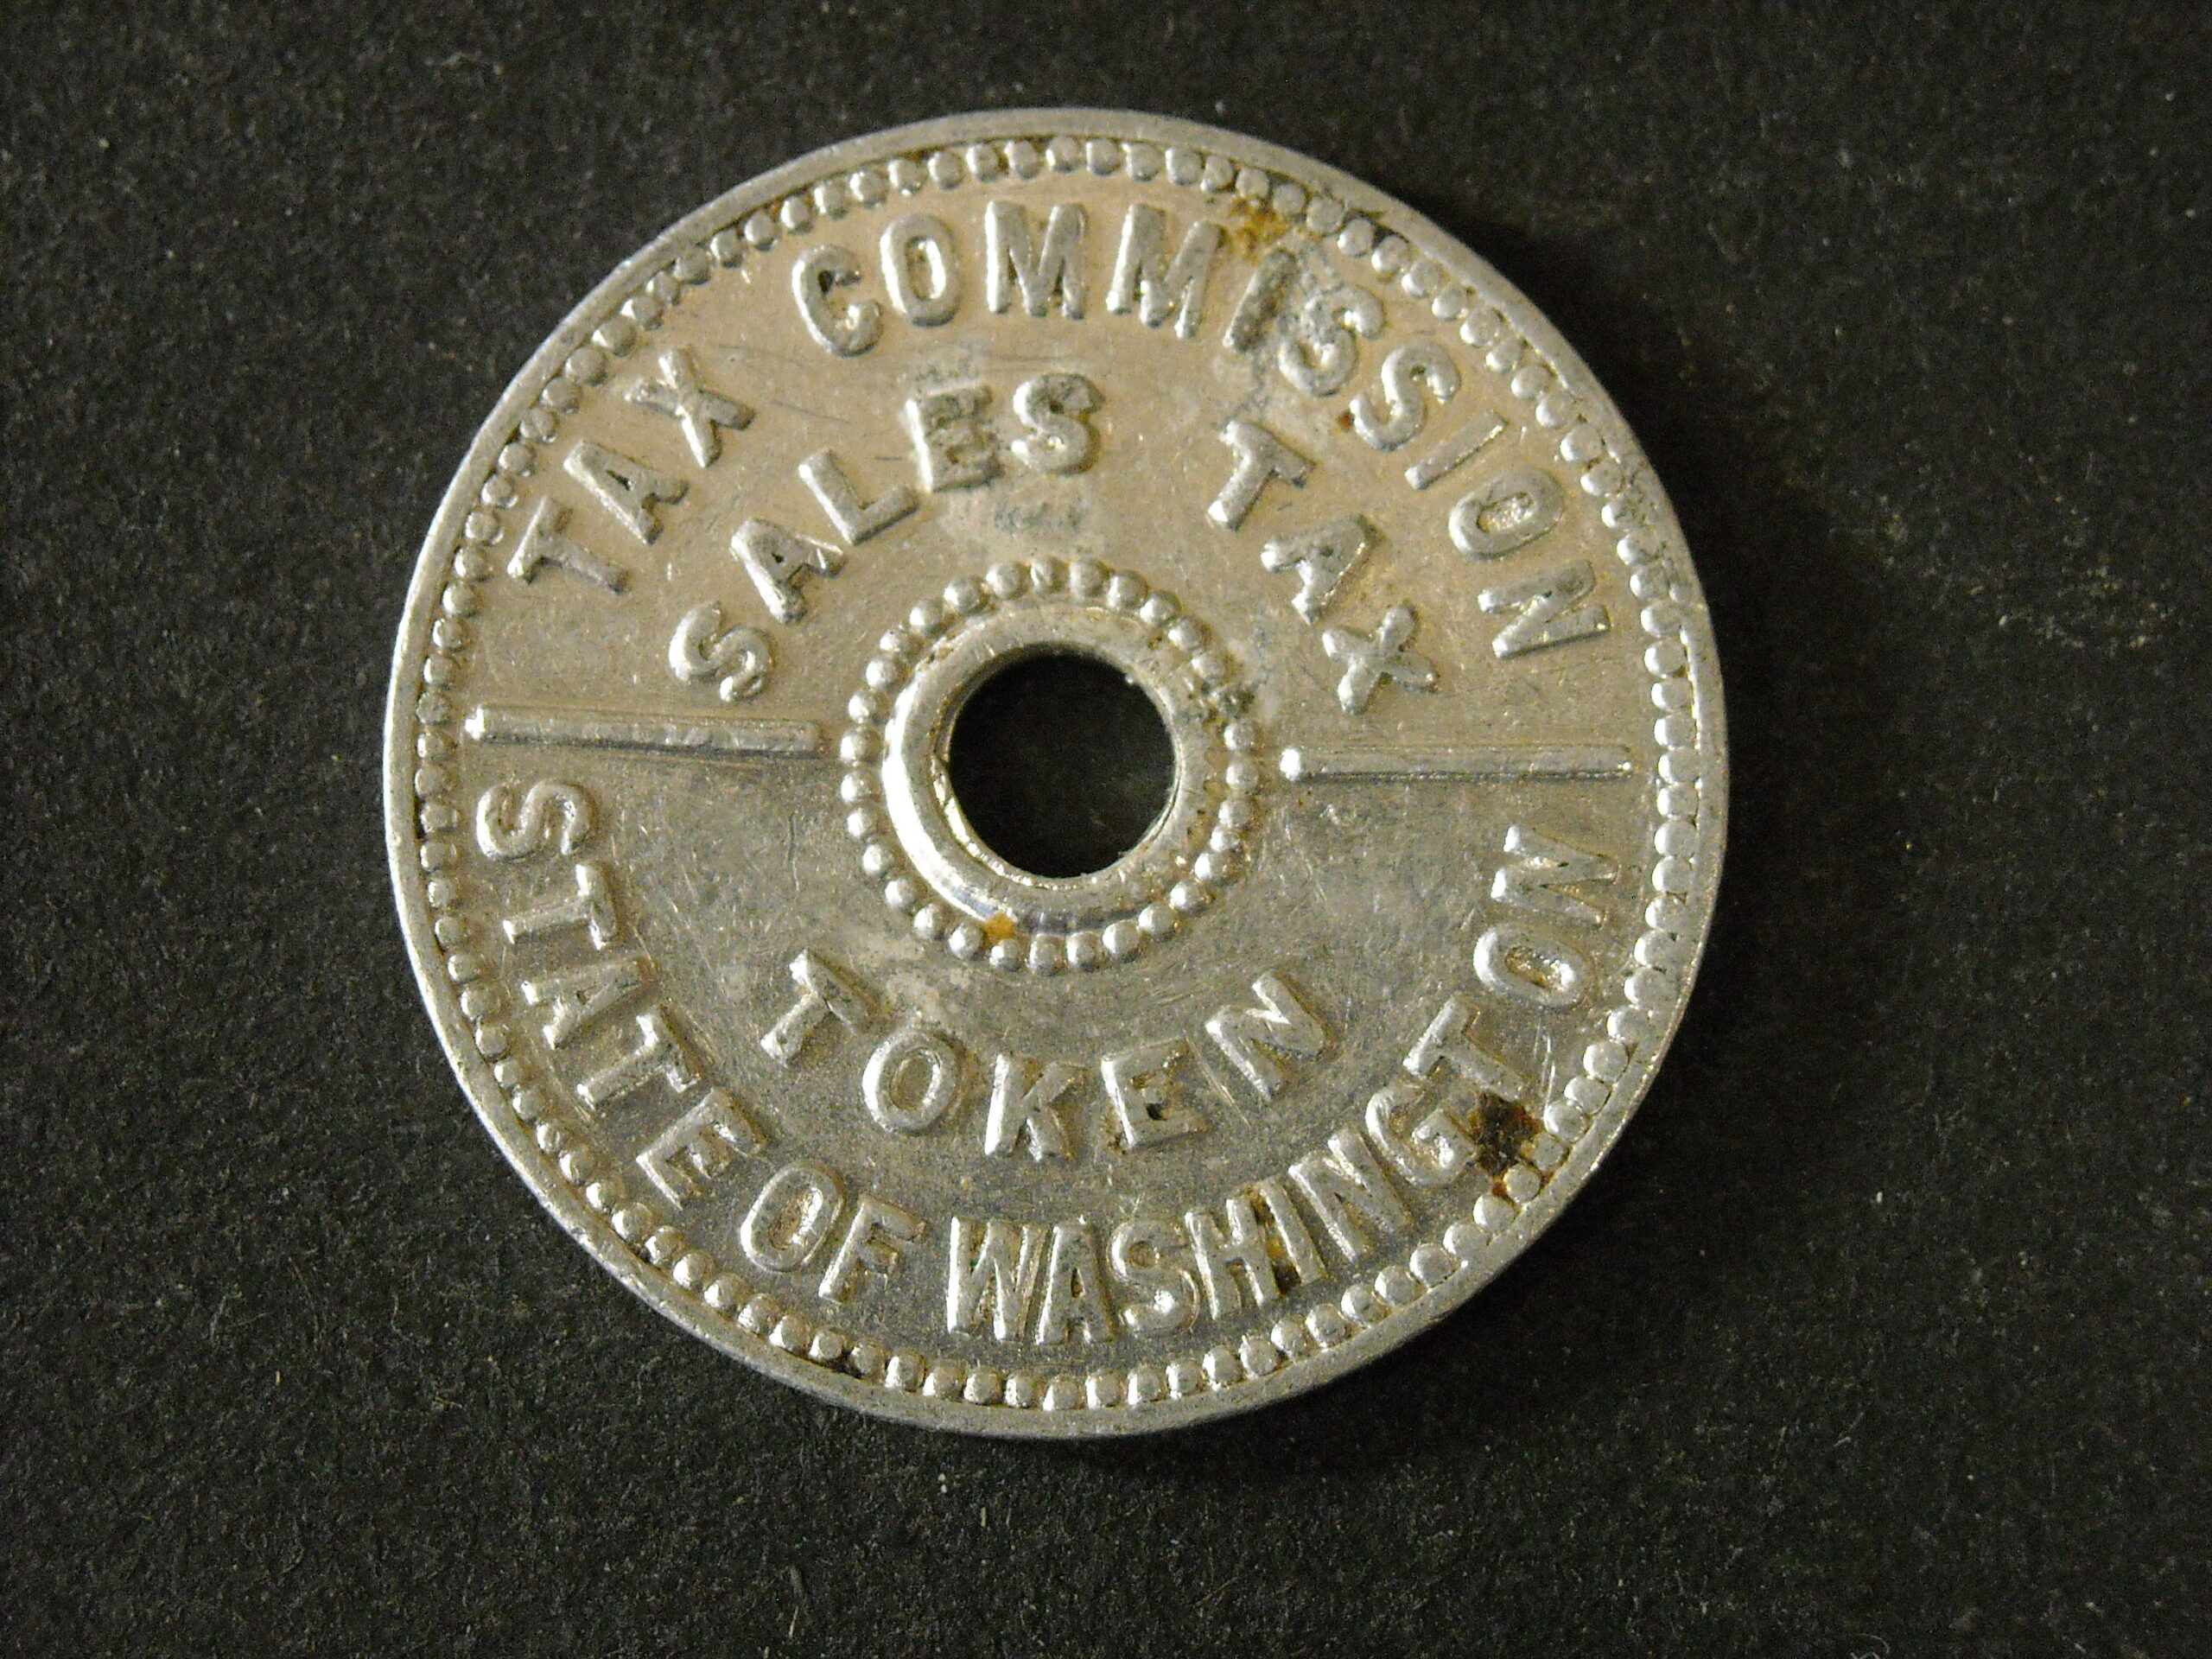 TAX COMMISSION
SALES TAX
TOKEN
STATE OF WASHINGTON